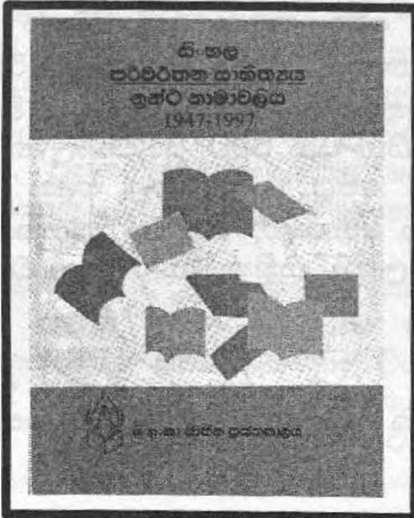 සිංහල
පරිවර්තන සාහිත්‍යය
ග්‍රන්ථ නාමාවලිය
1947-1997
ශ්‍රී ලංකා ජාතික පුස්තකාලය